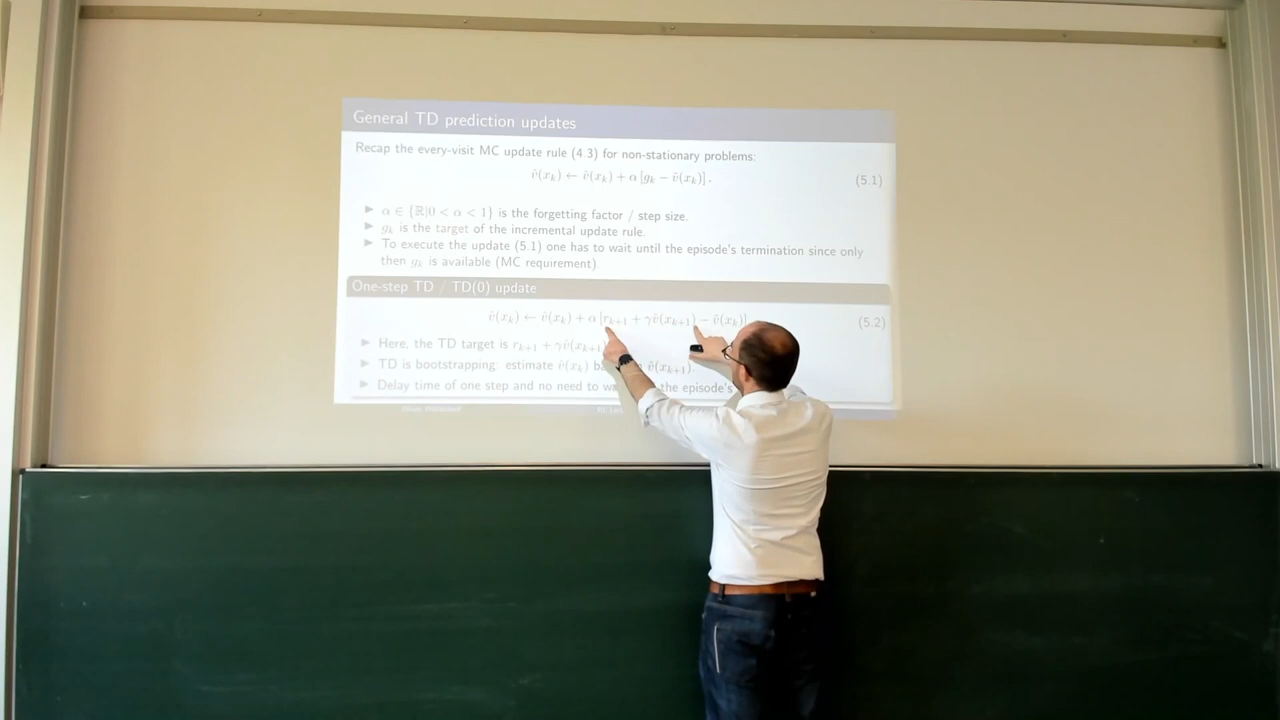 General TD prediction updates
Recap the every-visit MC update rule (4.3) for non-stationary problems:
v̂(x_k) ← v̂(x_k) + α [g_k − v̂(x_k)] . (5.1)
▶ α ∈ {ℝ|0 < α < 1} is the forgetting factor / step size.
▶ g_k is the target of the incremental update rule.
▶ To execute the update (5.1) one has to wait until the episode's termination since only
then g_k is available (MC requirement).
One-step TD / TD(0) update
v̂(x_k) ← v̂(x_k) + α [r_{k+1} + γv̂(x_{k+1}) − v̂(x_k)] (5.2)
▶ Here, the TD target is r_{k+1} + γv̂(x_{k+1}
▶ TD is bootstrapping: estimate v̂(x_k) v̂(x_{k+1}).
▶ Delay time of one step and no need to the episode's